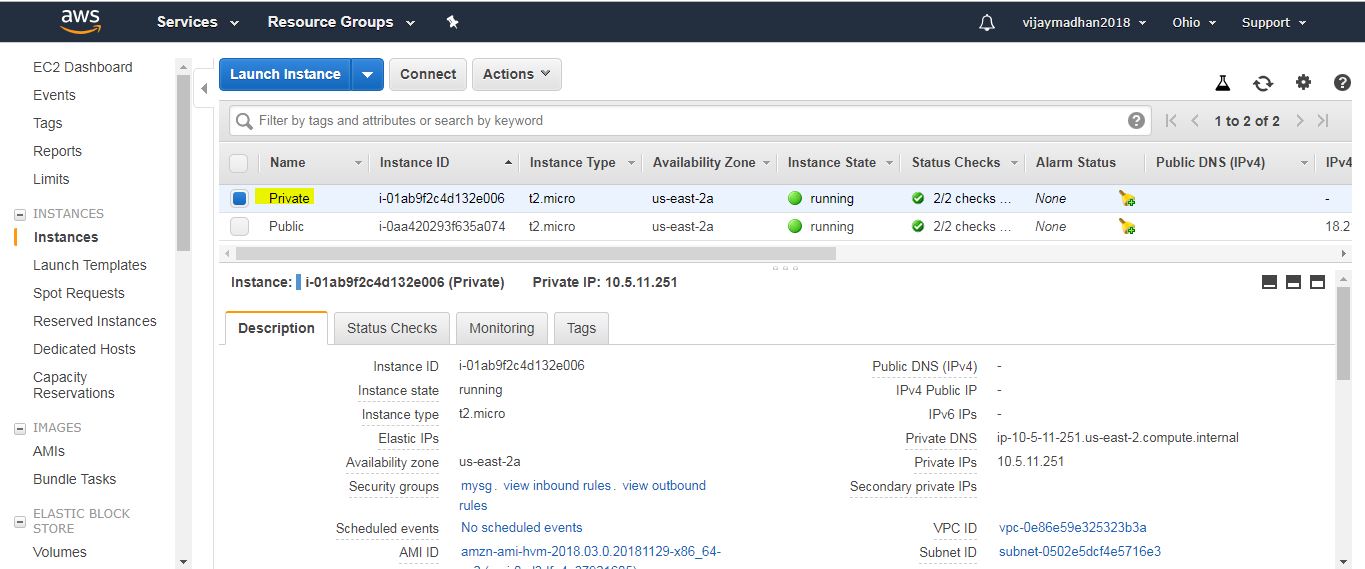 aws Services Resource Groups vijaymadhan2018 Ohio Support
EC2 Dashboard
Events
Tags
Reports
Limits
INSTANCES
Instances
Launch Templates
Spot Requests
Reserved Instances
Dedicated Hosts
Capacity
Reservations
IMAGES
AMIs
Bundle Tasks
ELASTIC BLOCK
STORE
Volumes
Launch Instance Connect Actions
Filter by tags and attributes or search by keyword 1 to 2 of 2
Name Instance ID Instance Type Availability Zone Instance State Status Checks Alarm Status Public DNS (IPv4) IPv4
Private i-01ab9f2c4d132e006 t2.micro us-east-2a running 2/2 checks ... None -
Public i-0aa420293f635a074 t2.micro us-east-2a running 2/2 checks ... None 18.2
Instance: i-01ab9f2c4d132e006 (Private) Private IP: 10.5.11.251
Description Status Checks Monitoring Tags
Instance ID i-01ab9f2c4d132e006 Public DNS (IPv4) -
Instance state running IPv4 Public IP -
Instance type t2.micro IPv6 IPs -
Elastic IPs Private DNS ip-10-5-11-251.us-east-2.compute.internal
Availability zone us-east-2a Private IPs 10.5.11.251
Security groups mysg . view inbound rules . view outbound Secondary private IPs
rules
Scheduled events No scheduled events VPC ID vpc-0e86e59e325323b3a
AMI ID amzn-ami-hvm-2018.03.0.20181129-x86_64- Subnet ID subnet-0502e5dcf4e5716e3